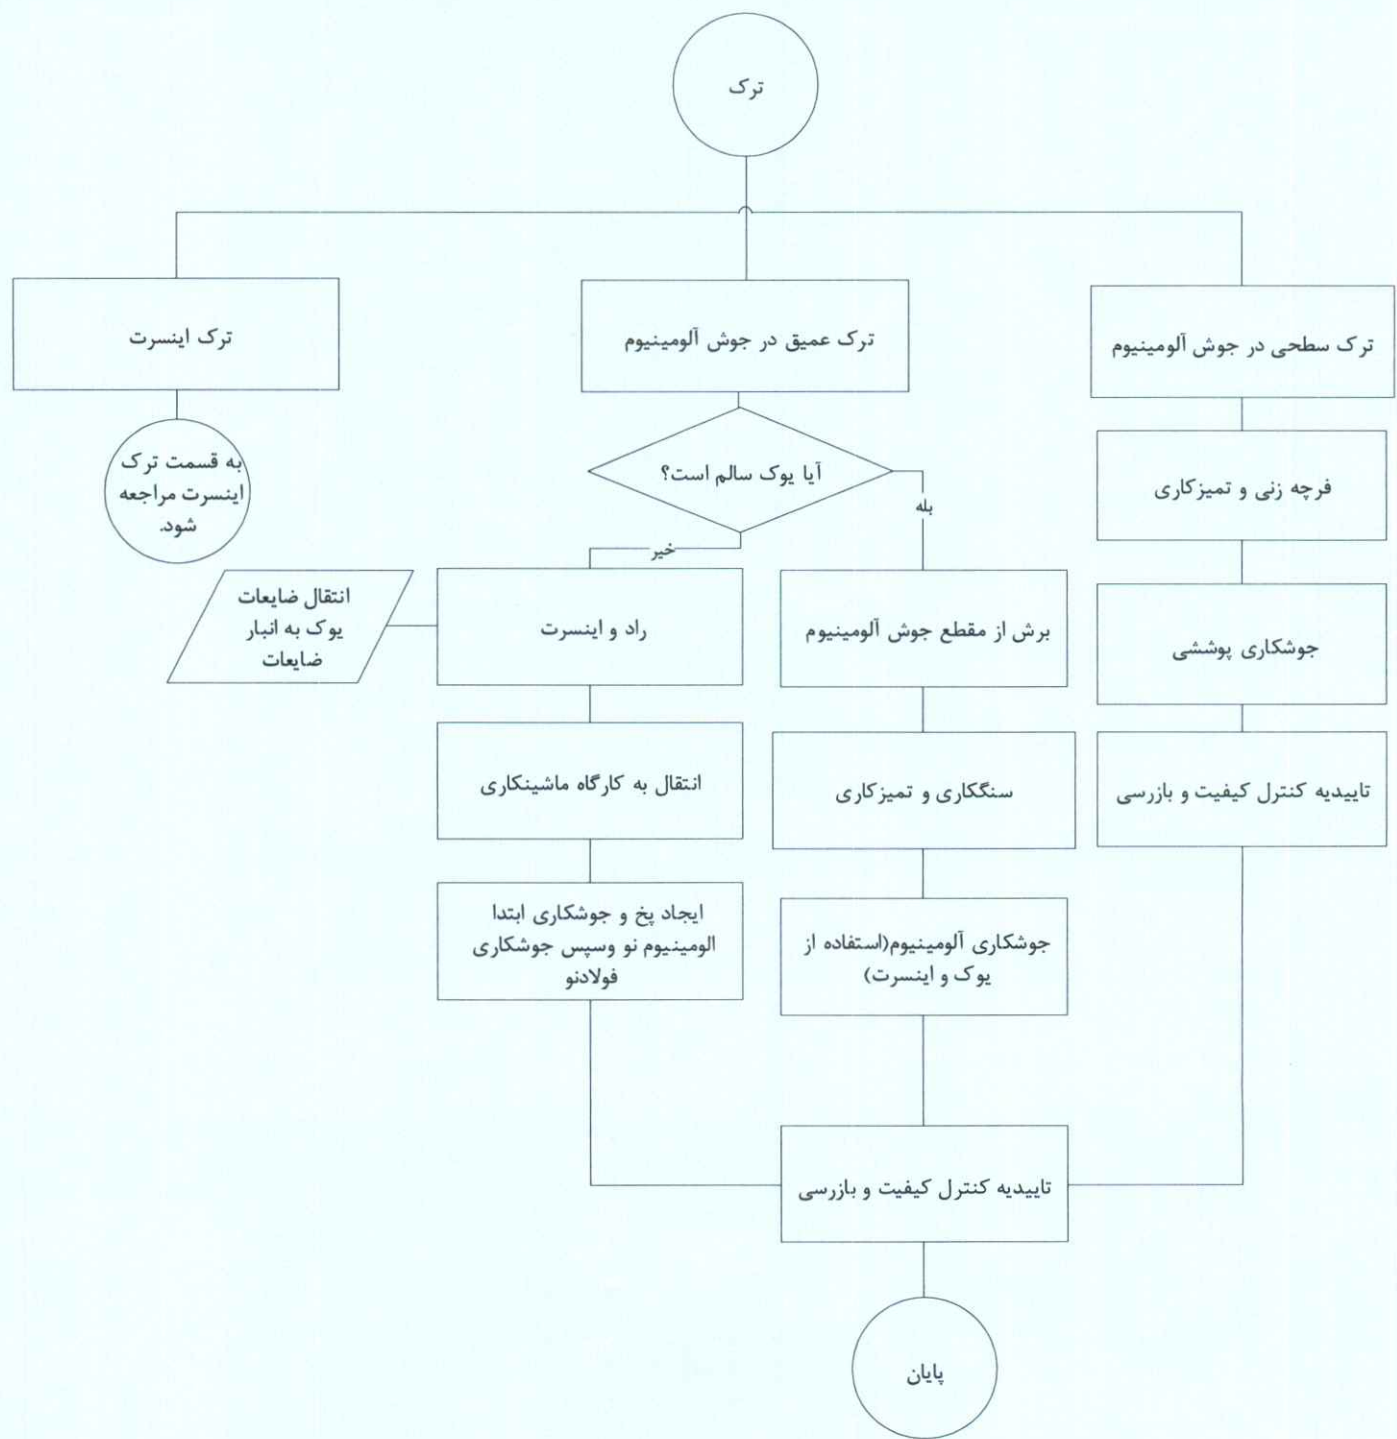 ترک
ترک سطحی در جوش آلومینیوم
ترک عمیق در جوش آلومینیوم
ترک اینسرت
فرچه زنی و تمیزکاری
جوشکاری پوششی
تاییدیه کنترل کیفیت و بازرسی
آیا یوک سالم است؟
بله
خیر
برش از مقطع جوش آلومینیوم
سنگکاری و تمیزکاری
جوشکاری آلومینیوم(استفاده از
یوک و اینسرت)
راد و اینسرت
انتقال ضایعات
یوک به انبار
ضایعات
انتقال به کارگاه ماشینکاری
ایجاد پخ و جوشکاری ابتدا
الومینیوم نو وسپس جوشکاری
فولادنو
به قسمت ترک
اینسرت مراجعه
شود.
تاییدیه کنترل کیفیت و بازرسی
پایان